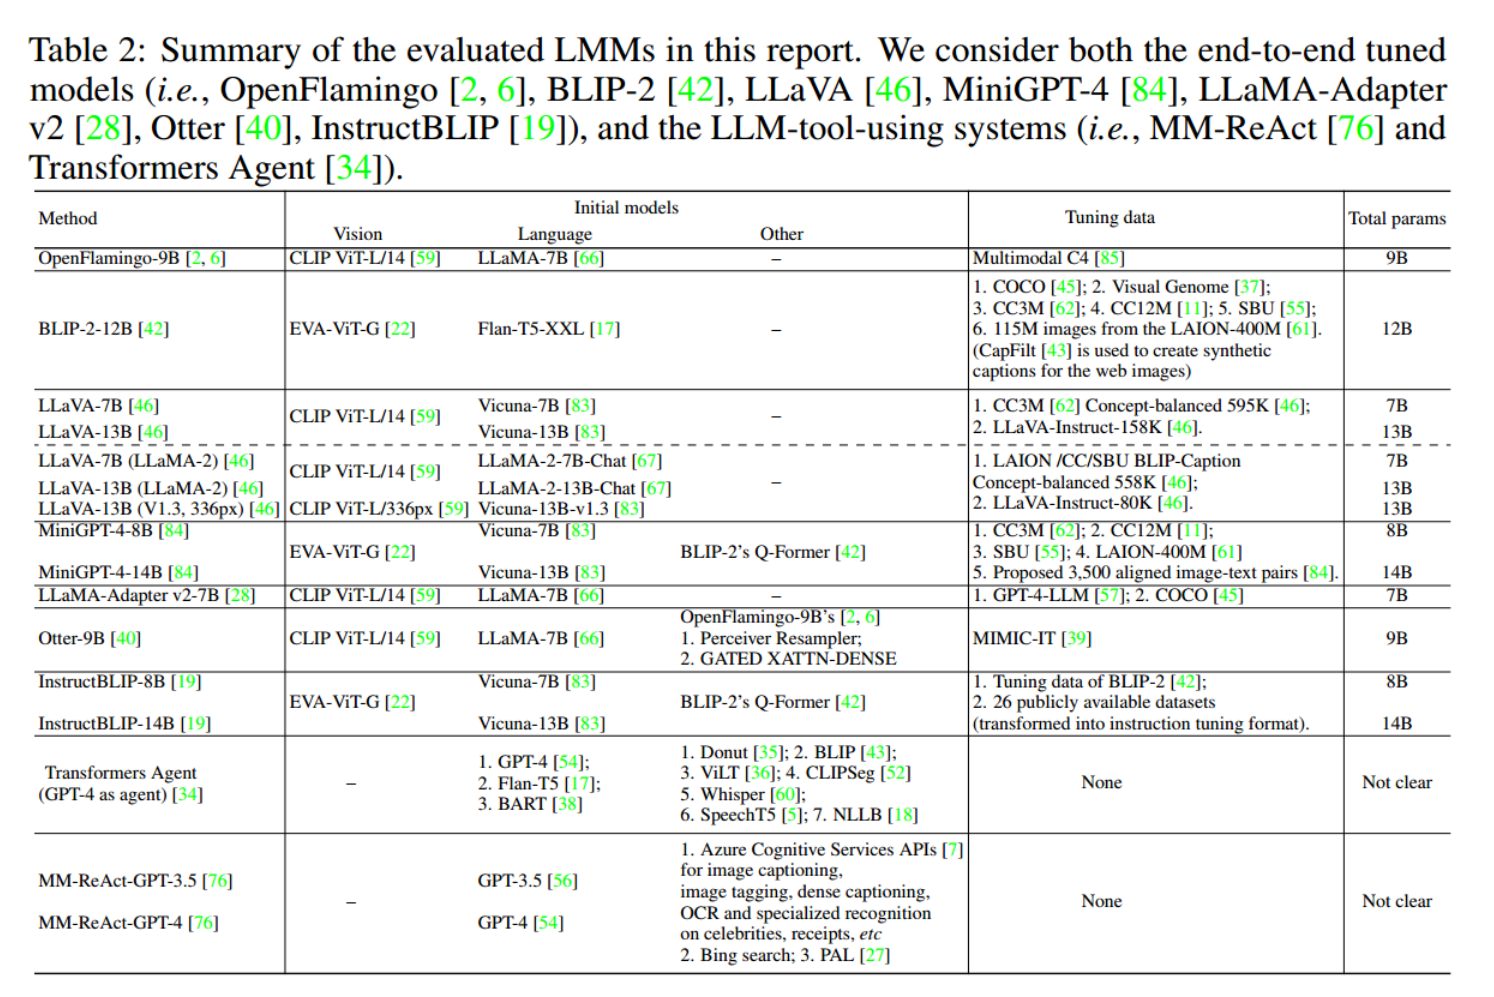 Table 2: Summary of the evaluated LMMs in this report. We consider both the end-to-end tuned
models (i.e., OpenFlamingo [2, 6], BLIP-2 [42], LLaVA [46], MiniGPT-4 [84], LLaMA-Adapter
v2 [28], Otter [40], InstructBLIP [19]), and the LLM-tool-using systems (i.e., MM-ReAct [76] and
Transformers Agent [34]).
Method
Initial models
Vision Language Other
Tuning data
Total params
OpenFlamingo-9B [2, 6] CLIP ViT-L/14 [59] LLaMA-7B [66] – Multimodal C4 [85] 9B
BLIP-2-12B [42] EVA-ViT-G [22] Flan-T5-XXL [17] –
1. COCO [45]; 2. Visual Genome [37];
3. CC3M [62]; 4. CC12M [11]; 5. SBU [55];
6. 115M images from the LAION-400M [61].
(CapFilt [43] is used to create synthetic
captions for the web images)
12B
LLaVA-7B [46]
LLaVA-13B [46]
CLIP ViT-L/14 [59]
Vicuna-7B [83]
Vicuna-13B [83]
–
1. CC3M [62] Concept-balanced 595K [46];
2. LLaVA-Instruct-158K [46].
7B
13B
LLaVA-7B (LLaMA-2) [46]
LLaVA-13B (LLaMA-2) [46]
LLaVA-13B (V1.3, 336px) [46]
CLIP ViT-L/14 [59]
CLIP ViT-L/336px [59]
LLaMA-2-7B-Chat [67]
LLaMA-2-13B-Chat [67]
Vicuna-13B-v1.3 [83]
–
1. LAION /CC/SBU BLIP-Caption
Concept-balanced 558K [46];
2. LLaVA-Instruct-80K [46].
7B
13B
13B
MiniGPT-4-8B [84]
MiniGPT-4-14B [84]
EVA-ViT-G [22]
Vicuna-7B [83]
Vicuna-13B [83]
BLIP-2's Q-Former [42]
1. CC3M [62]; 2. CC12M [11];
3. SBU [55]; 4. LAION-400M [61]
5. Proposed 3,500 aligned image-text pairs [84].
8B
14B
LLaMA-Adapter v2-7B [28] CLIP ViT-L/14 [59] LLaMA-7B [66] – 1. GPT-4-LLM [57]; 2. COCO [45] 7B
Otter-9B [40] CLIP ViT-L/14 [59] LLaMA-7B [66]
OpenFlamingo-9B's [2, 6]
1. Perceiver Resampler;
2. GATED XATTN-DENSE
MIMIC-IT [39]
9B
InstructBLIP-8B [19]
InstructBLIP-14B [19]
EVA-ViT-G [22]
Vicuna-7B [83]
Vicuna-13B [83]
BLIP-2's Q-Former [42]
1. Tuning data of BLIP-2 [42];
2. 26 publicly available datasets
(transformed into instruction tuning format).
8B
14B
Transformers Agent
(GPT-4 as agent) [34]
–
1. GPT-4 [54];
2. Flan-T5 [17];
3. BART [38]
1. Donut [35]; 2. BLIP [43];
3. ViLT [36]; 4. CLIPSeg [52]
5. Whisper [60];
6. SpeechT5 [5]; 7. NLLB [18]
None
Not clear
MM-ReAct-GPT-3.5 [76]
MM-ReAct-GPT-4 [76]
–
GPT-3.5 [56]
GPT-4 [54]
1. Azure Cognitive Services APIs [7]
for image captioning,
image tagging, dense captioning,
OCR and specialized recognition
on celebrities, receipts, etc
2. Bing search; 3. PAL [27]
None
Not clear